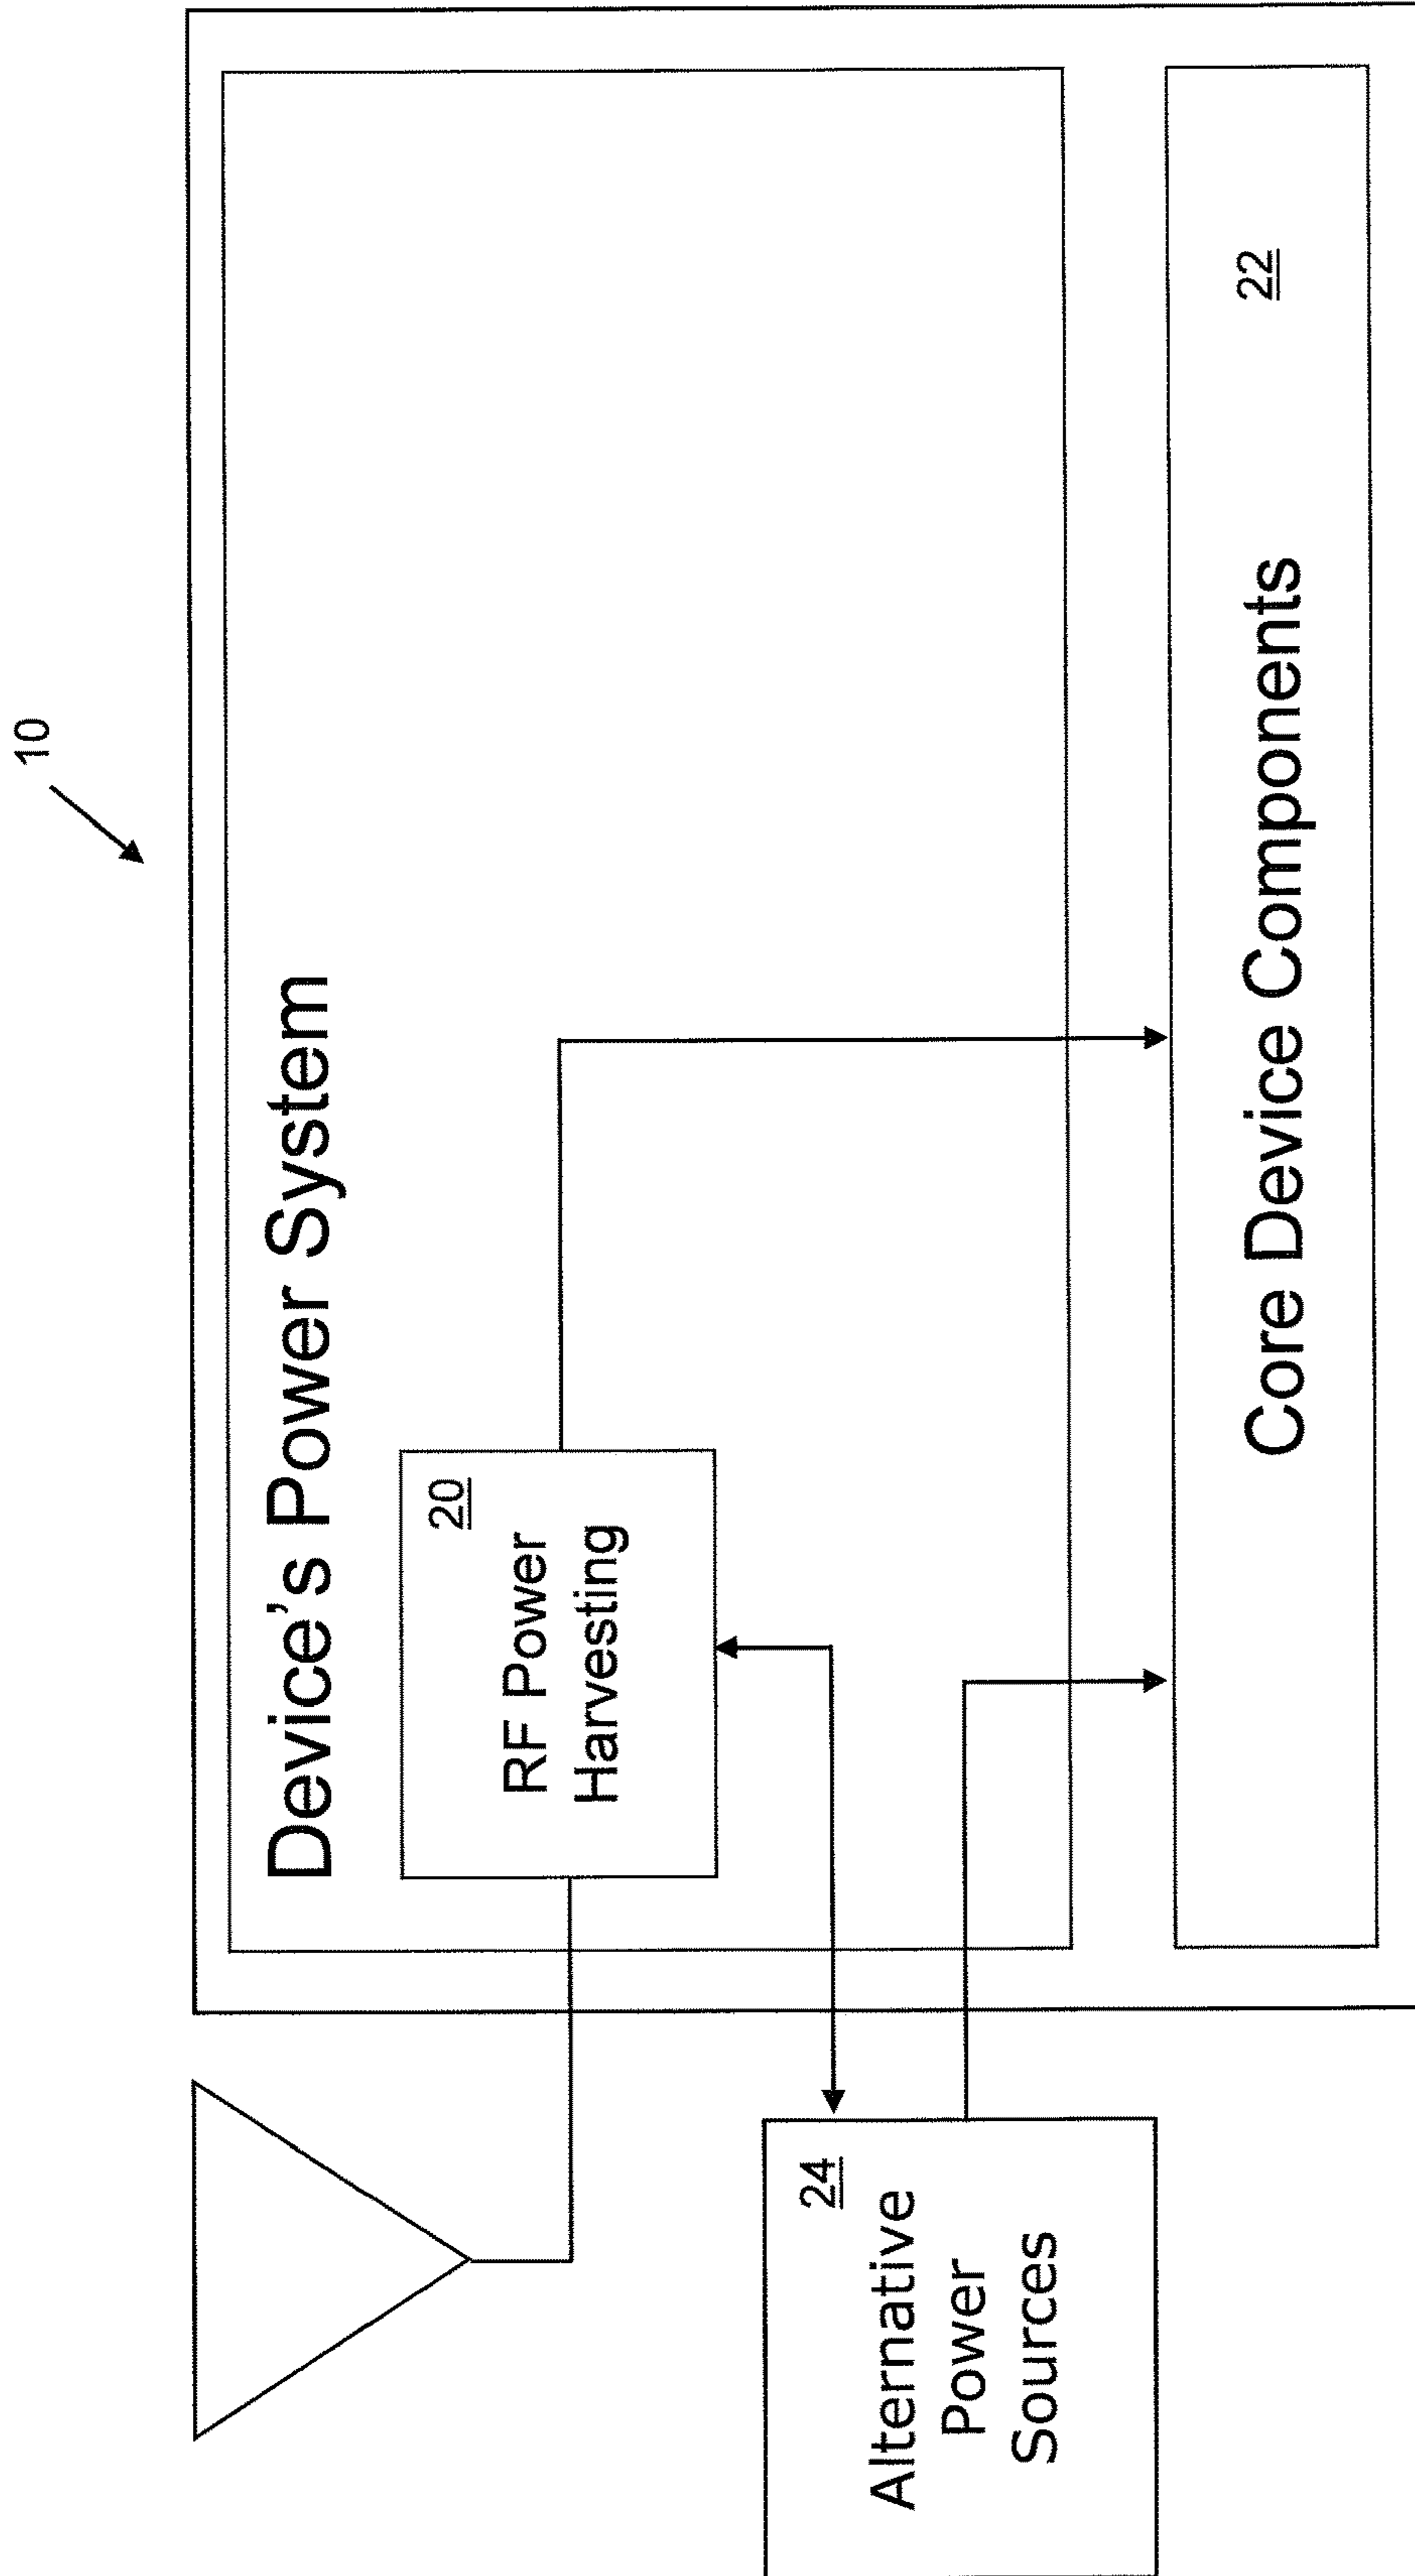 10
Device's Power System
20
RF Power
Harvesting
24
Alternative
Power
Sources
22
Core Device Components